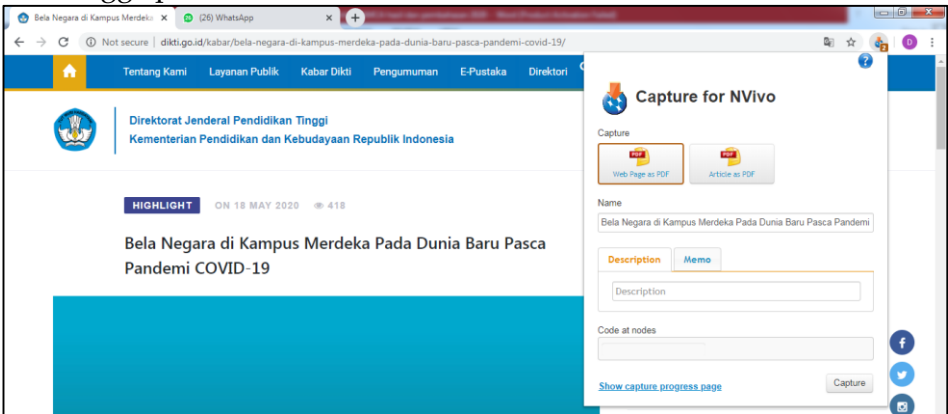 Bela Negara di Kampus Merdeka
(26) WhatsApp
Not secure | dikti.go.id/kabar/bela-negara-di-kampus-merdeka-pada-dunia-baru-pasca-pandemi-covid-19/
Tentang Kami Layanan Publik Kabar Dikti Pengumuman E-Pustaka Direktori
Direktorat Jenderal Pendidikan Tinggi
Kementerian Pendidikan dan Kebudayaan Republik Indonesia
HIGHLIGHT ON 18 MAY 2020 418
Bela Negara di Kampus Merdeka Pada Dunia Baru Pasca
Pandemi COVID-19
Capture for NVivo
Capture
PDF PDF
Web Page as PDF Article as PDF
Name
Bela Negara di Kampus Merdeka Pada Dunia Baru Pasca Pandemi
Description Memo
Description
Code at nodes
Show capture progress page Capture